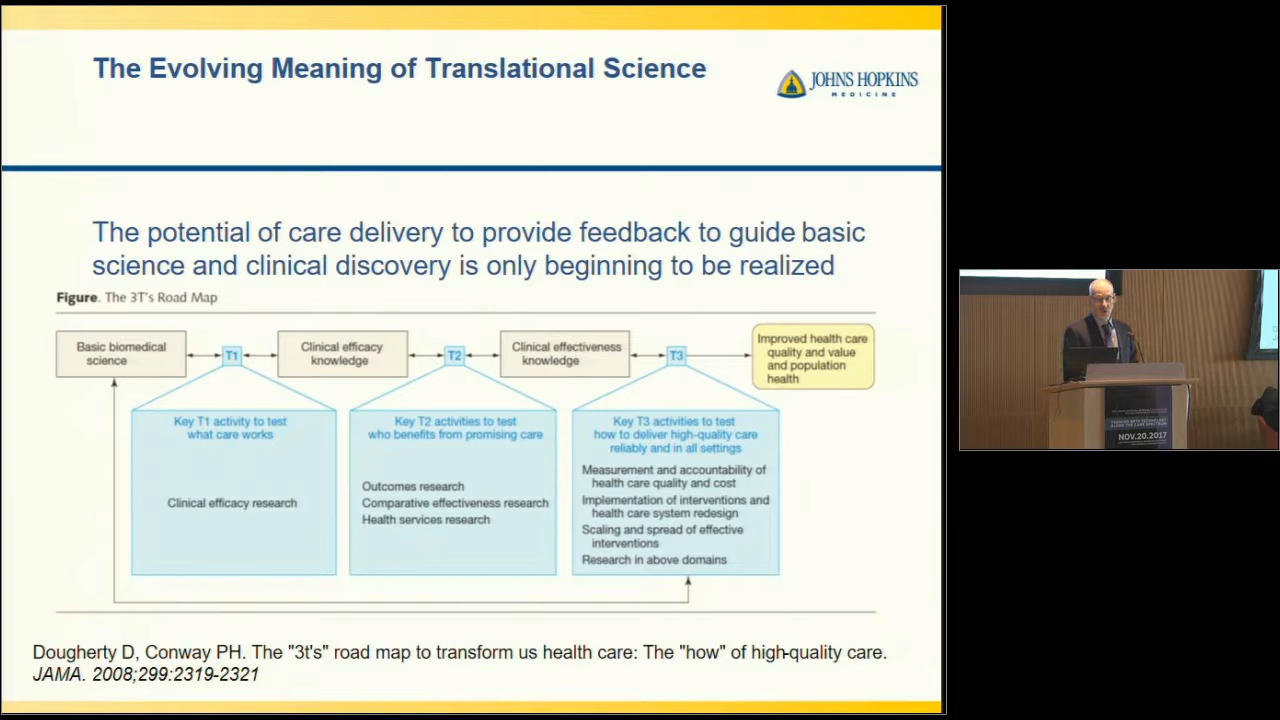 The Evolving Meaning of Translational Science
JOHNS HOPKINS
MEDICINE
The potential of care delivery to provide feedback to guide basic
science and clinical discovery is only beginning to be realized
Figure. The 3T's Road Map
Basic biomedical
science
T1
Clinical efficacy
knowledge
T2
Clinical effectiveness
knowledge
T3
Improved health care
quality and value
and population
health
Key T1 activity to test
what care works
Clinical efficacy research
Key T2 activities to test
who benefits from promising care
Outcomes research
Comparative effectiveness research
Health services research
Key T3 activities to test
how to deliver high-quality care
reliably and in all settings
Measurement and accountability of
health care quality and cost
Implementation of interventions and
health care system redesign
Scaling and spread of effective
interventions
Research in above domains
Dougherty D, Conway PH. The "3t's" road map to transform us health care: The "how" of high-quality care.
JAMA. 2008;299:2319-2321
ALONG THE CARE SPECTRUM
NOV.20.2017